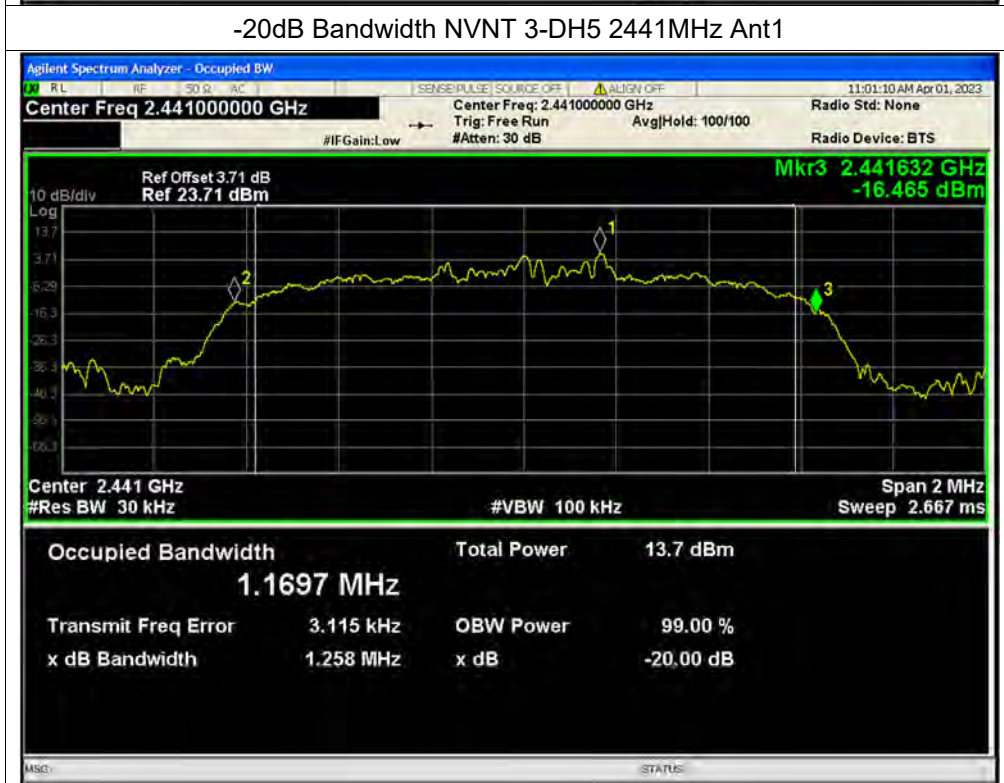 -20dB Bandwidth NVNT 3-DH5 2441MHz Ant1
Agilent Spectrum Analyzer - Occupied BW
RL RF 50 Ω AC SENSE:PULSE SOURCE OFF ALIGN OFF 11:01:10 AM Apr 01, 2023
Center Freq 2.441000000 GHz Center Freq: 2.441000000 GHz Radio Std: None
Trig: Free Run Avg|Hold: 100/100
#IFGain:Low #Atten: 30 dB Radio Device: BTS
Mkr3 2.441632 GHz
-16.465 dBm
Ref Offset 3.71 dB
10 dB/div Ref 23.71 dBm
Log
13.7
3.71
-6.29
-16.3
-26.3
-36.3
-46.3
1
2
3
Center 2.441 GHz Span 2 MHz
#Res BW 30 kHz #VBW 100 kHz Sweep 2.667 ms
Occupied Bandwidth Total Power 13.7 dBm
1.1697 MHz
Transmit Freq Error 3.115 kHz OBW Power 99.00 %
x dB Bandwidth 1.258 MHz x dB -20.00 dB
MSG STATUS